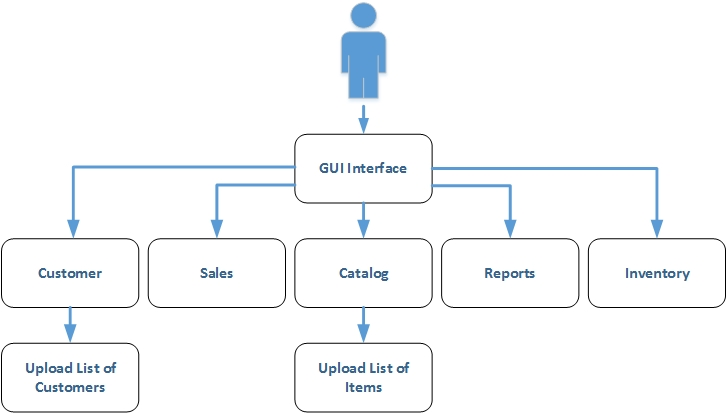 GUI Interface
Customer
Sales
Catalog
Reports
Inventory
Upload List of
Customers
Upload List of
Items